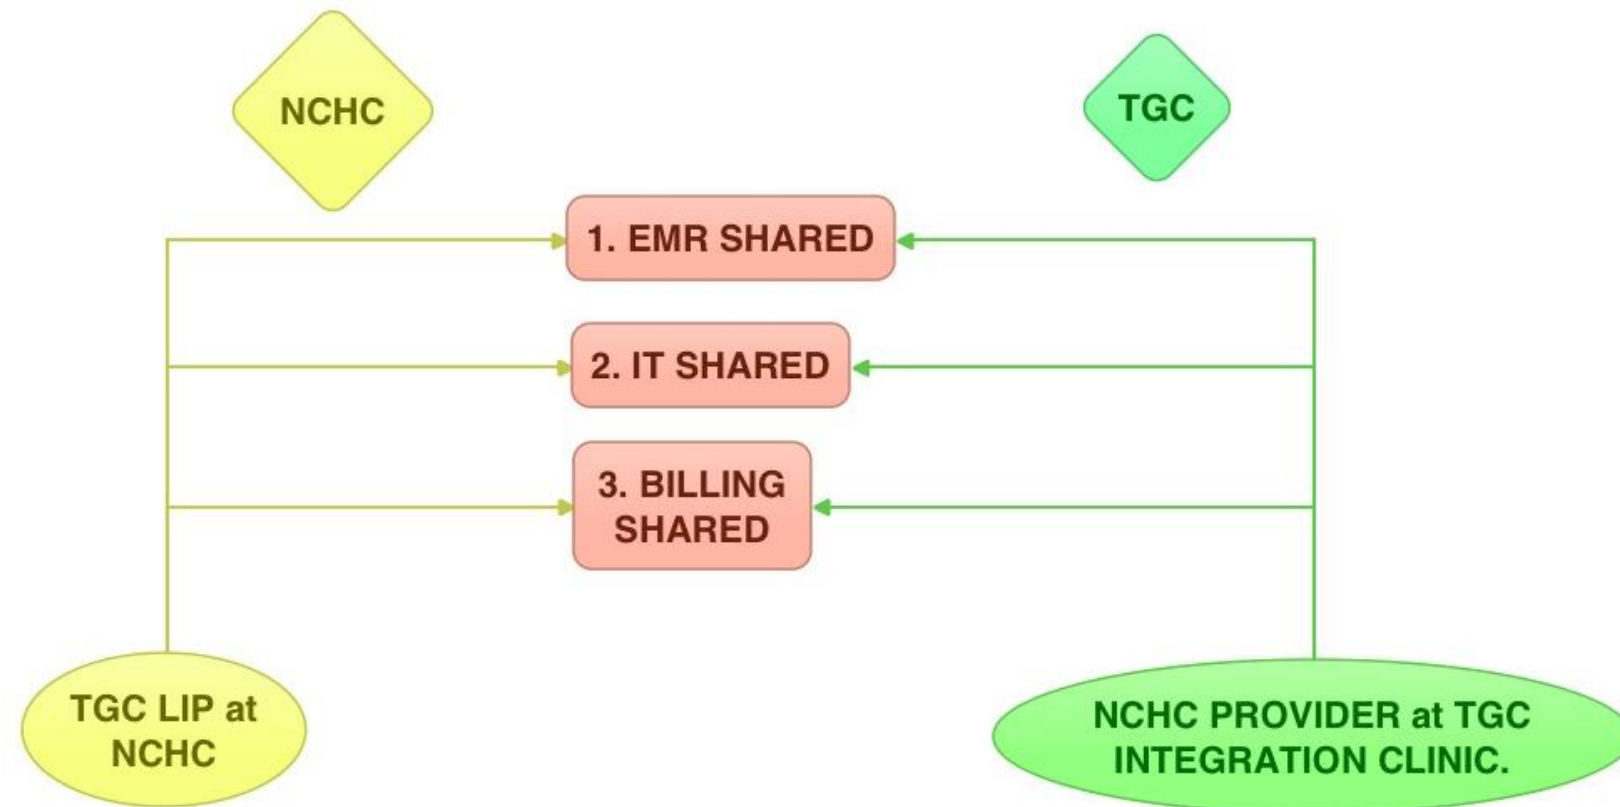 NCHC
TGC
1. EMR SHARED
2. IT SHARED
3. BILLING
SHARED
TGC LIP at
NCHC
NCHC PROVIDER at TGC
INTEGRATION CLINIC.